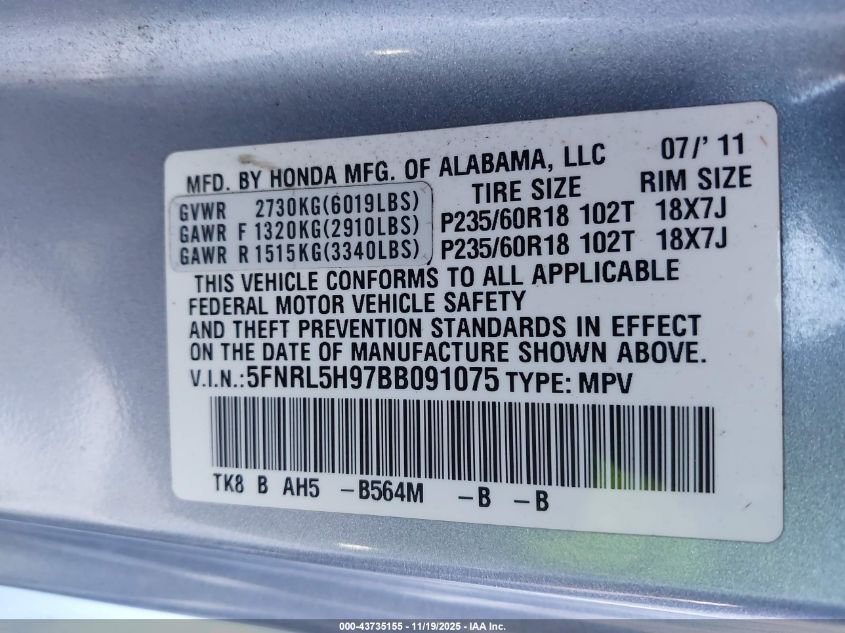 MFD. BY HONDA MFG. OF ALABAMA, LLC 07/' 11
TIRE SIZE RIM SIZE
GVWR 2730KG(6019LBS)
GAWR F 1320KG(2910LBS) P235/60R18 102T 18X7J
GAWR R 1515KG(3340LBS) P235/60R18 102T 18X7J
THIS VEHICLE CONFORMS TO ALL APPLICABLE
FEDERAL MOTOR VEHICLE SAFETY
AND THEFT PREVENTION STANDARDS IN EFFECT
ON THE DATE OF MANUFACTURE SHOWN ABOVE.
V.I.N.:5FNRL5H97BB091075 TYPE: MPV
TK8 B AH5 -B564M -B -B
000-43735155 - 11/19/2025 - IAA Inc.